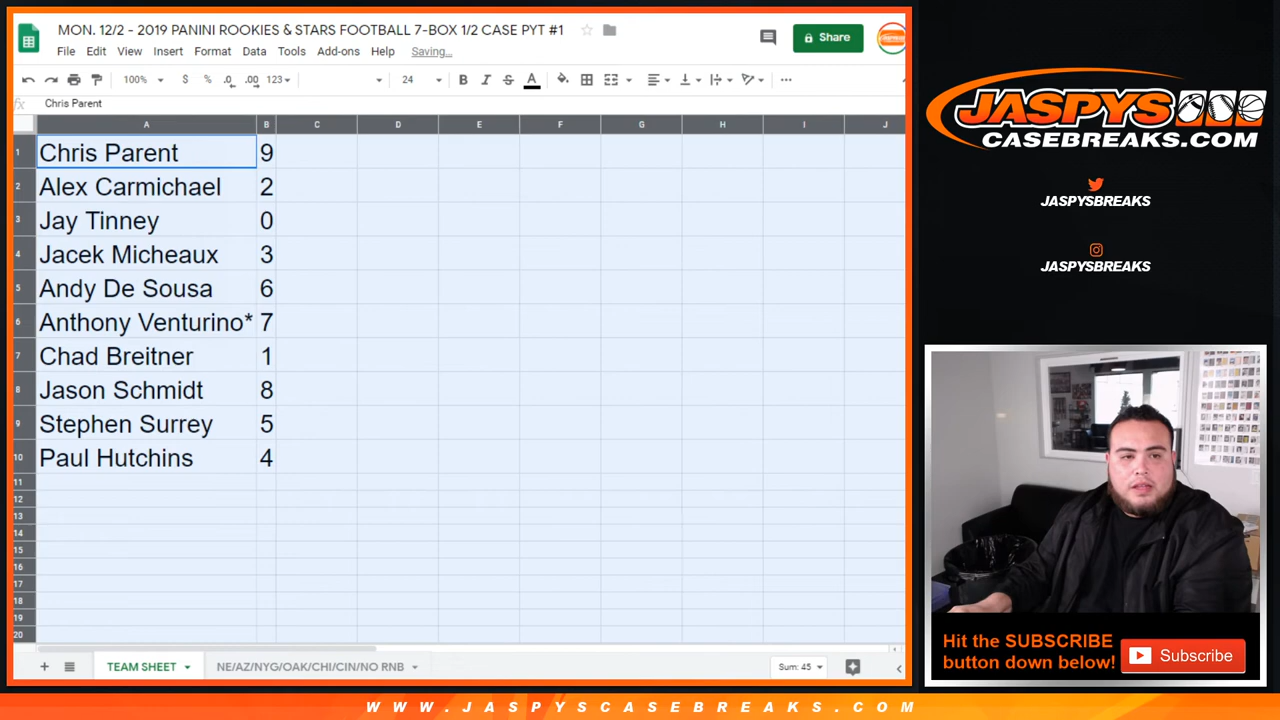 MON. 12/2 - 2019 PANINI ROOKIES & STARS FOOTBALL 7-BOX 1/2 CASE PYT #1
File Edit View Insert Format Data Tools Add-ons Help Saving...
Share
100% $ % .0 .00 123 24 B I S A
fx Chris Parent
A B C D E F G H I J
1 Chris Parent 9
2 Alex Carmichael 2
3 Jay Tinney 0
4 Jacek Micheaux 3
5 Andy De Sousa 6
6 Anthony Venturino* 7
7 Chad Breitner 1
8 Jason Schmidt 8
9 Stephen Surrey 5
10 Paul Hutchins 4
11
12
13
14
15
16
17
18
19
20
+ TEAM SHEET NE/AZ/NYG/OAK/CHI/CIN/NO RNB Sum: 45
JASPYS
CASEBREAKS.COM
JASPYSBREAKS
JASPYSBREAKS
Hit the SUBSCRIBE
button down below!
Subscribe
WWW.JASPYSCASEBREAKS.COM